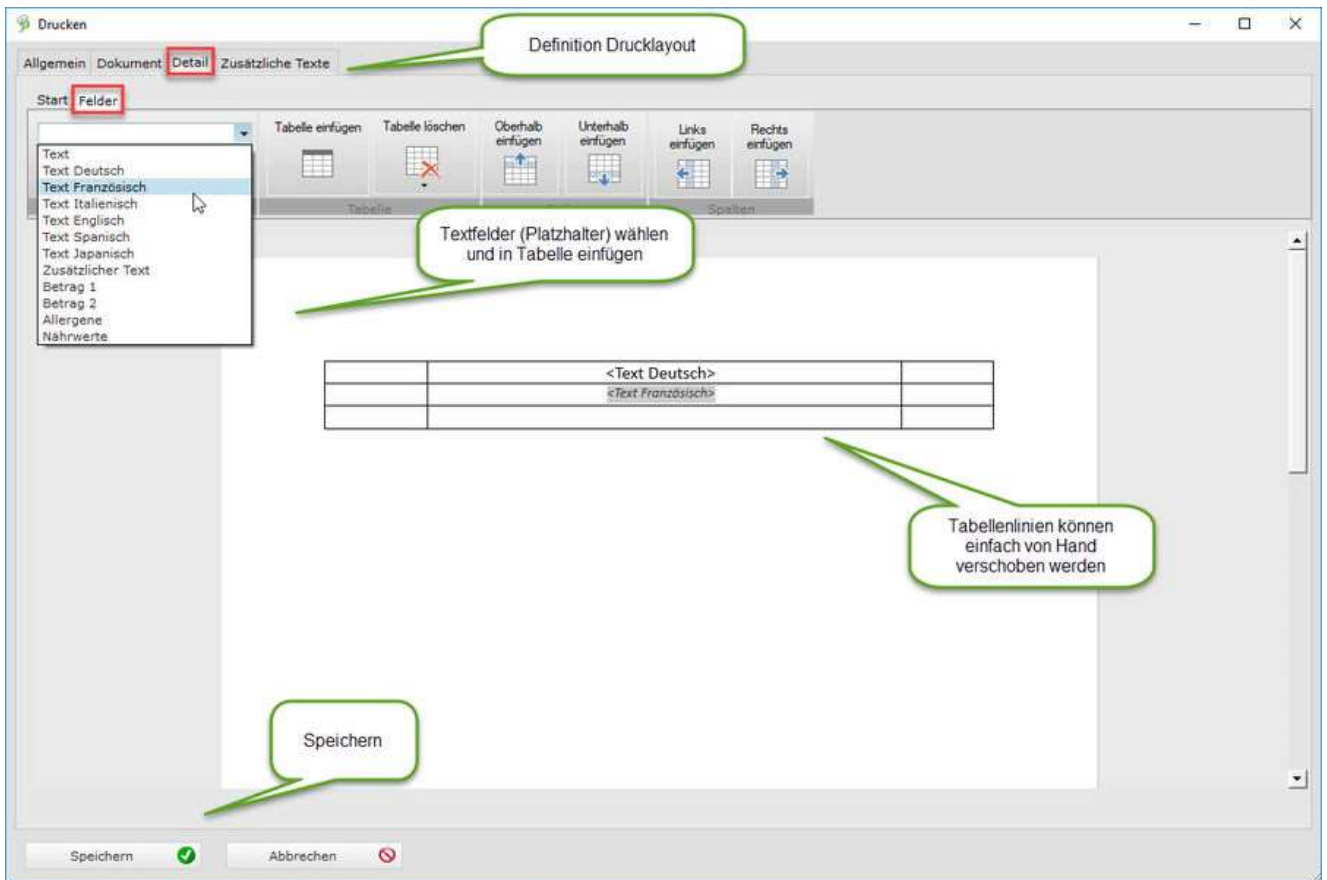 Drucken
Definition Drucklayout
Allgemein Dokument Detail Zusätzliche Texte
Start Felder
Tabelle einfügen Tabelle löschen Oberhalb einfügen Unterhalb einfügen Links einfügen Rechts einfügen
Text
Text Deutsch
Text Französisch
Text Italienisch
Text Englisch
Text Spanisch
Text Japanisch
Zusätzlicher Text
Betrag 1
Betrag 2
Allergene
Nährwerte
Tabelle
Spalten
Textfelder (Platzhalter) wählen
und in Tabelle einfügen
<Text Deutsch>
<Text Französisch>
Tabellenlinien können
einfach von Hand
verschoben werden
Speichern
Speichern Abbrechen